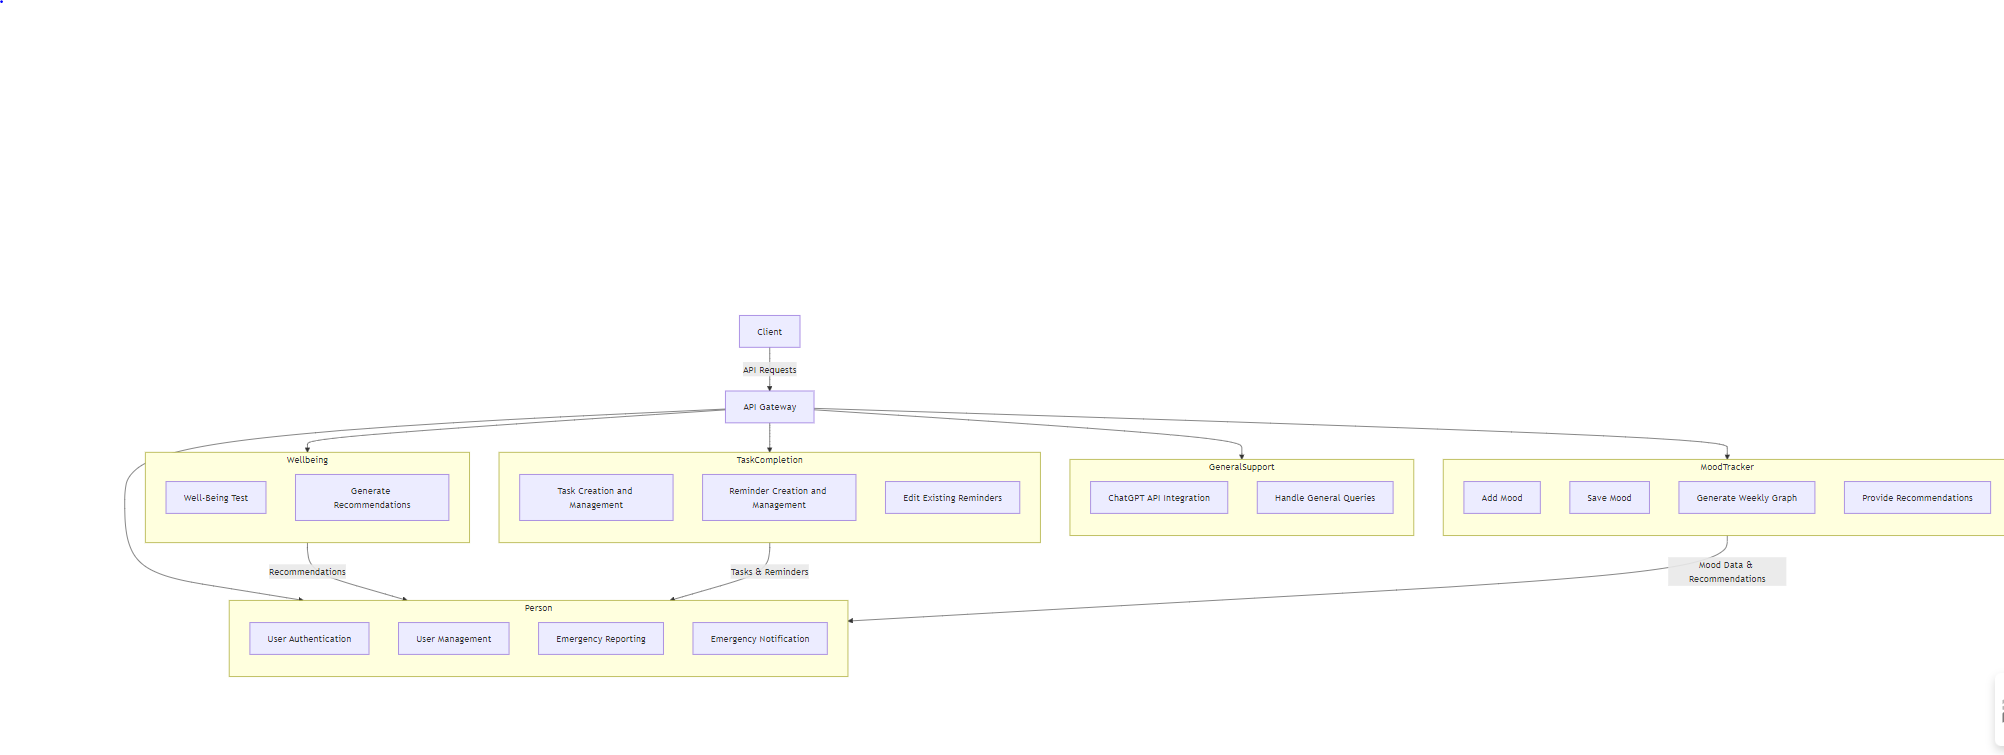 Client
API Requests
API Gateway
Wellbeing
Well-Being Test
Generate
Recommendations
TaskCompletion
Task Creation and
Management
Reminder Creation and
Management
Edit Existing Reminders
GeneralSupport
ChatGPT API Integration
Handle General Queries
MoodTracker
Add Mood
Save Mood
Generate Weekly Graph
Provide Recommendations
Recommendations
Tasks & Reminders
Mood Data &
Recommendations
Person
User Authentication
User Management
Emergency Reporting
Emergency Notification